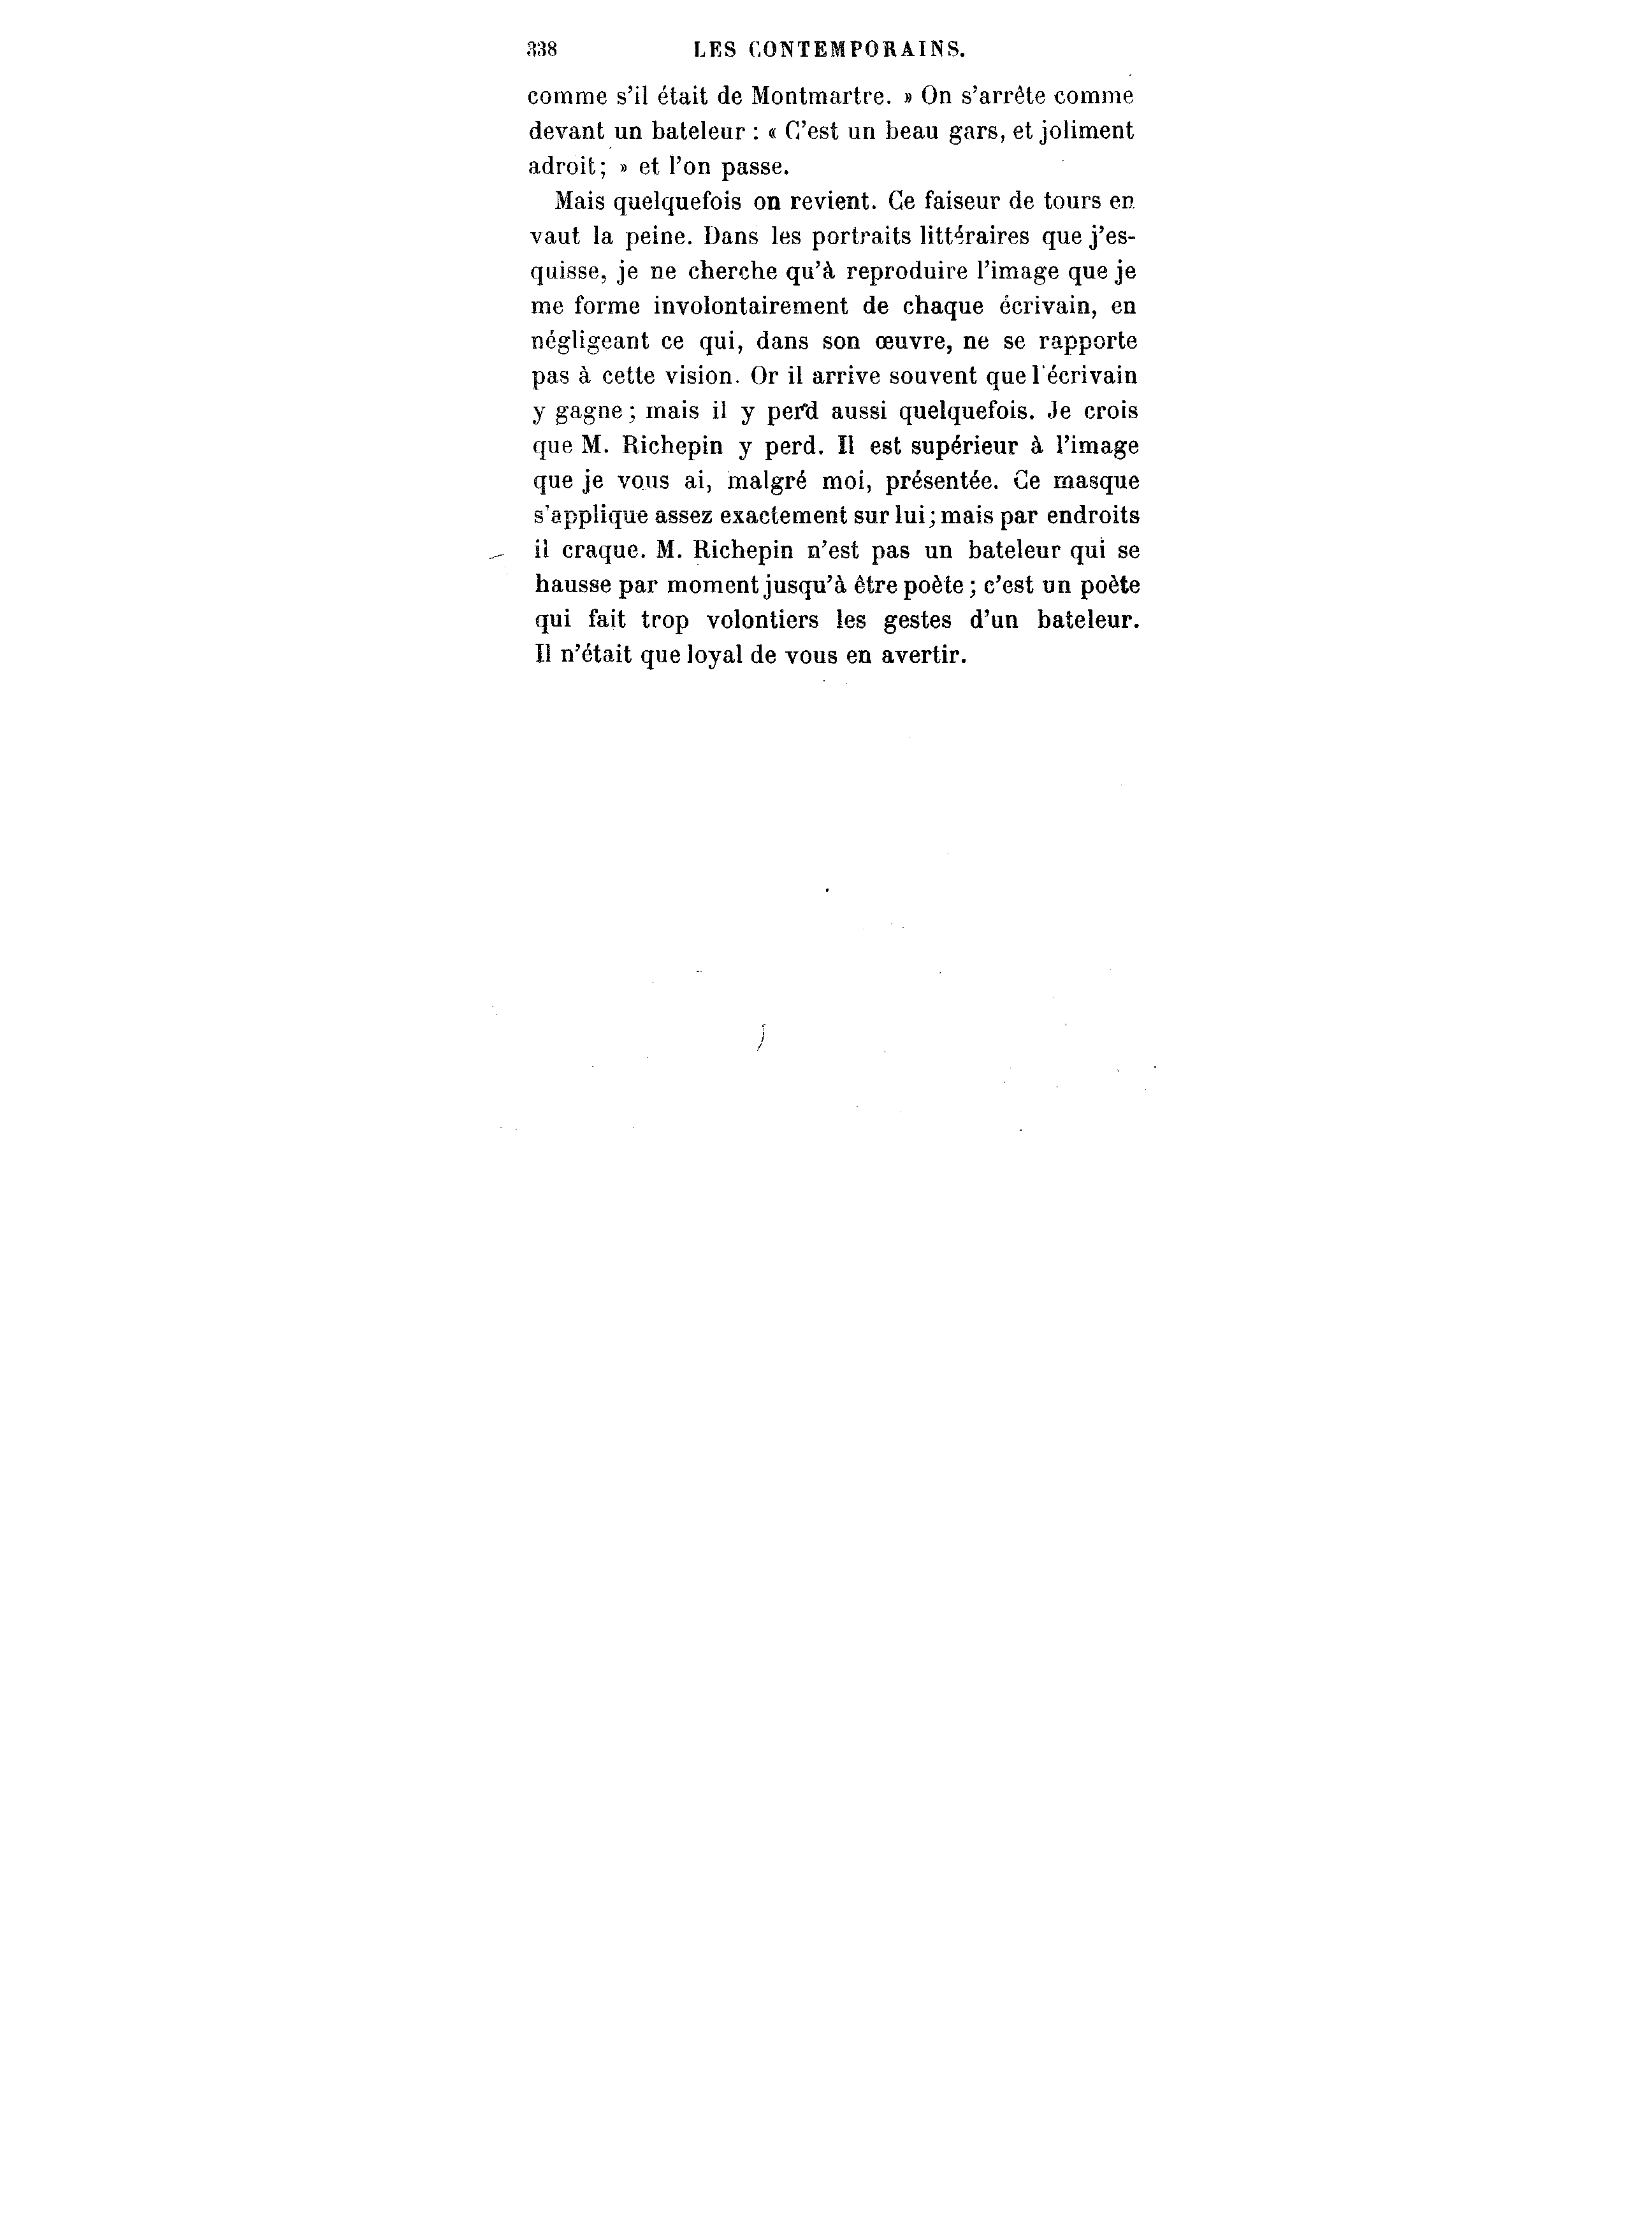 338 LES CONTEMPORAINS.
comme s'il était de Montmartre. » On s'arrête comme
devant un bateleur : « C'est un beau gars, et joliment
adroit ; » et l'on passe.
Mais quelquefois on revient. Ce faiseur de tours en
vaut la peine. Dans les portraits littéraires que j'es-
quisse, je ne cherche qu'à reproduire l'image que je
me forme involontairement de chaque écrivain, en
négligeant ce qui, dans son œuvre, ne se rapporte
pas à cette vision. Or il arrive souvent que l'écrivain
y gagne ; mais il y perd aussi quelquefois. Je crois
que M. Richepin y perd. Il est supérieur à l'image
que je vous ai, malgré moi, présentée. Ce masque
s'applique assez exactement sur lui ; mais par endroits
il craque. M. Richepin n'est pas un bateleur qui se
hausse par moment jusqu'à être poète ; c'est un poète
qui fait trop volontiers les gestes d'un bateleur.
Il n'était que loyal de vous en avertir.